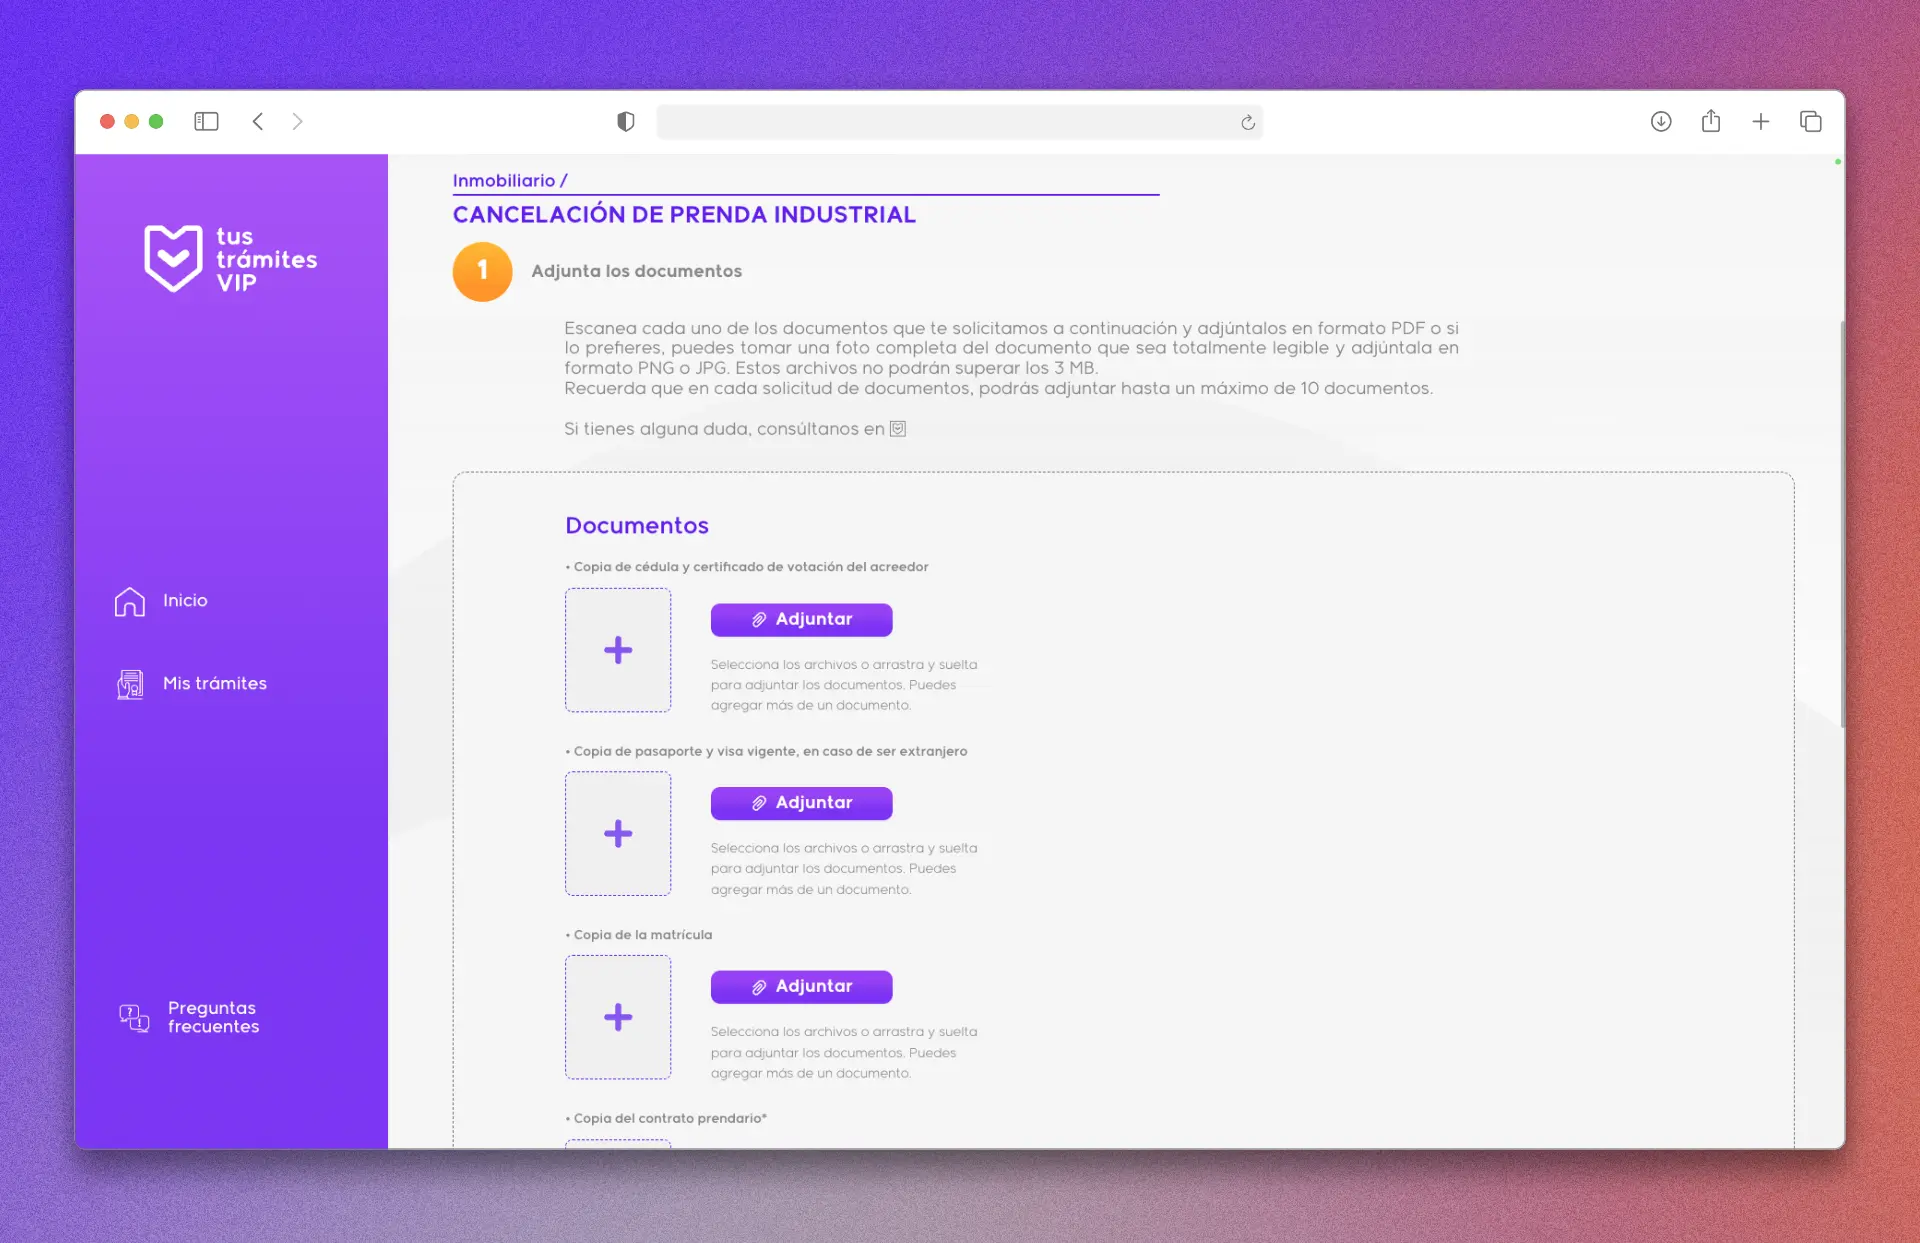 tus
trámites
VIP
Inicio
Mis trámites
Preguntas
frecuentes
Inmobiliario /
CANCELACIÓN DE PRENDA INDUSTRIAL
1
Adjunta los documentos
Escanea cada uno de los documentos que te solicitamos a continuación y adjúntalos en formato PDF o si
lo prefieres, puedes tomar una foto completa del documento que sea totalmente legible y adjúntala en
formato PNG o JPG. Estos archivos no podrán superar los 3 MB.
Recuerda que en cada solicitud de documentos, podrás adjuntar hasta un máximo de 10 documentos.
Si tienes alguna duda, consúltanos en
Documentos
• Copia de cédula y certificado de votación del acreedor
Adjuntar
Selecciona los archivos o arrastra y suelta
para adjuntar los documentos. Puedes
agregar más de un documento.
• Copia de pasaporte y visa vigente, en caso de ser extranjero
Adjuntar
Selecciona los archivos o arrastra y suelta
para adjuntar los documentos. Puedes
agregar más de un documento.
• Copia de la matrícula
Adjuntar
Selecciona los archivos o arrastra y suelta
para adjuntar los documentos. Puedes
agregar más de un documento.
• Copia del contrato prendario*